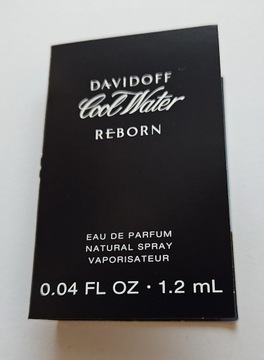 DAVIDOFF
Cool Water
REBORN
EAU DE PARFUM
NATURAL SPRAY
VAPORISATEUR
0.04 FL OZ · 1.2 mL